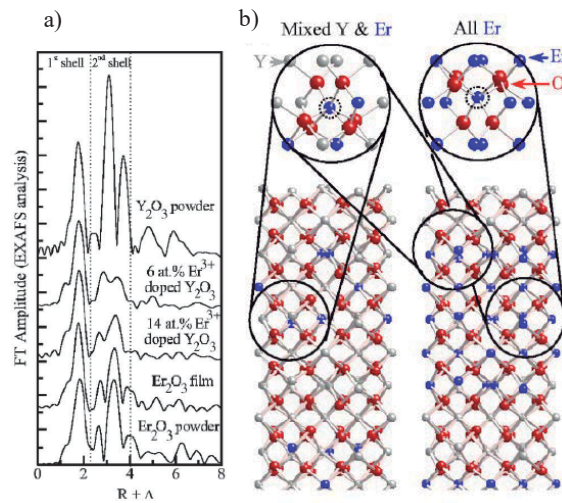 a)
b)
1st shell
2nd shell
Y2O3 powder
6 at.% Er3+
doped Y2O3
14 at.% Er3+
doped Y2O3
Er2O3 film
Er2O3 powder
FT Amplitude (EXAFS analysis)
0 2 4 6 8
R + Δ
Mixed Y & Er
All Er
Y
O